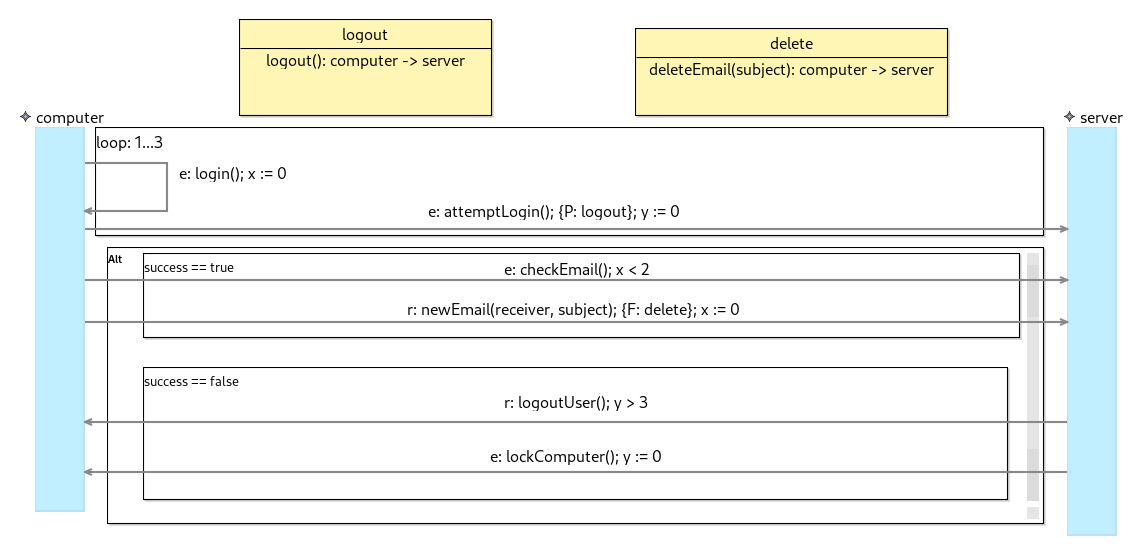 logout
logout(): computer -> server
delete
deleteEmail(subject): computer -> server
computer
server
loop: 1...3
e: login(); x := 0
e: attemptLogin(); {P: logout}; y := 0
Alt
success == true
e: checkEmail(); x < 2
r: newEmail(receiver, subject); {F: delete}; x := 0
success == false
r: logoutUser(); y > 3
e: lockComputer(); y := 0